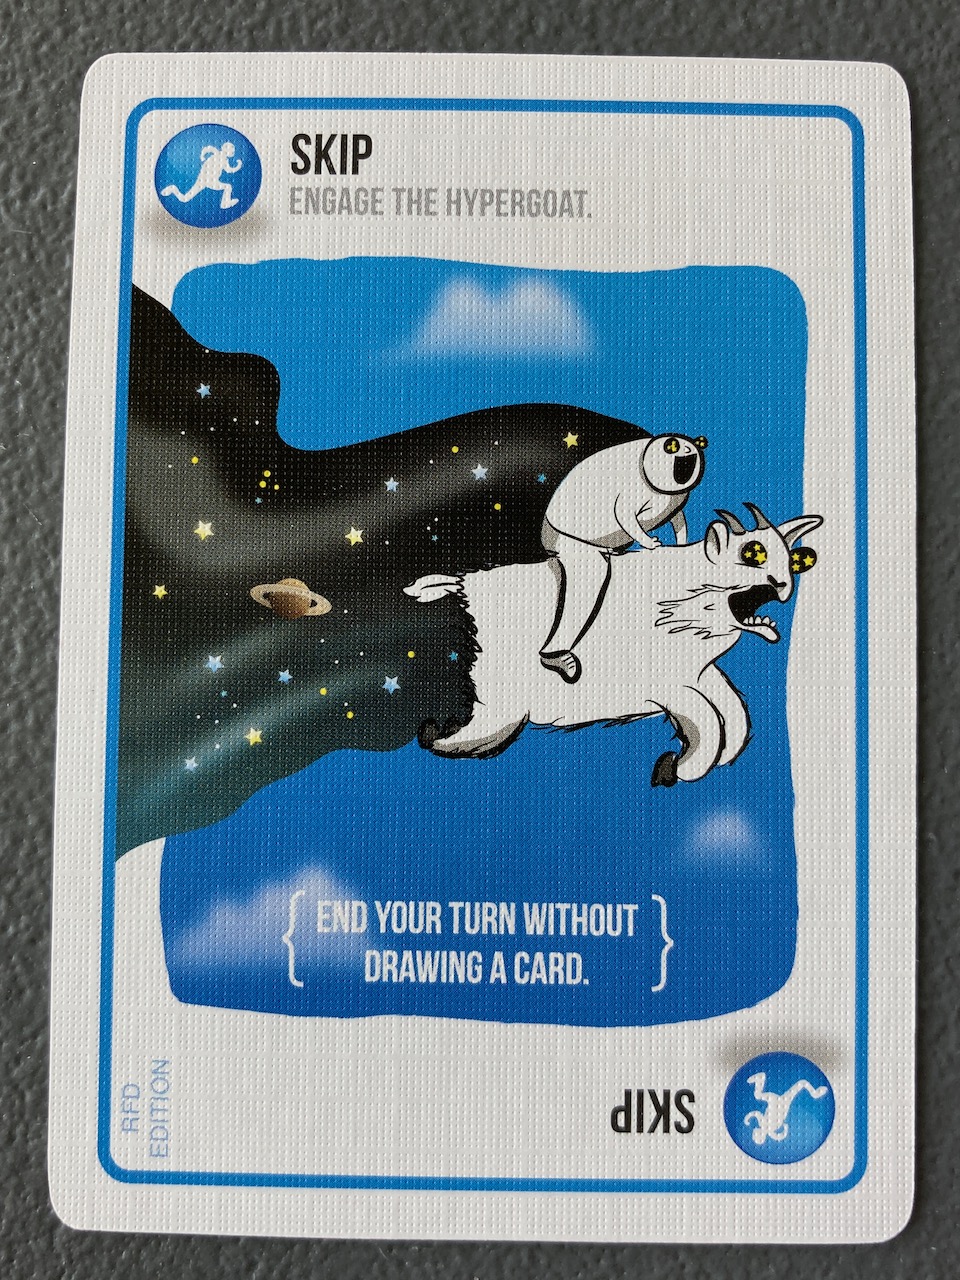 SKIP
ENGAGE THE HYPERGOAT.
{ END YOUR TURN WITHOUT
DRAWING A CARD. }
RFD
EDITION
SKIP